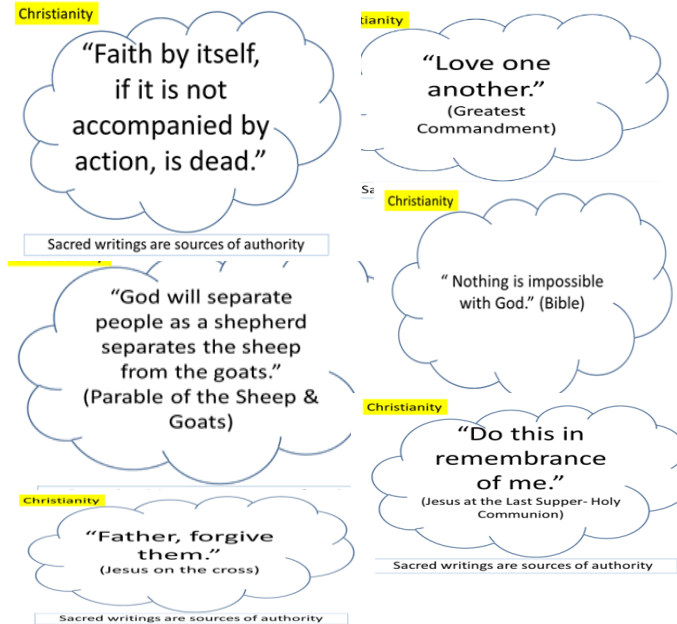 Christianity
“Faith by itself,
if it is not
accompanied by
action, is dead.”
Sacred writings are sources of authority
tianity
“Love one
another.”
(Greatest
Commandment)
Sa
Christianity
“ Nothing is impossible
with God.” (Bible)
“God will separate
people as a shepherd
separates the sheep
from the goats.”
(Parable of the Sheep &
Goats)
Christianity
“Do this in
remembrance
of me.”
(Jesus at the Last Supper- Holy
Communion)
Sacred writings are sources of authority
Christianity
“Father, forgive
them.”
(Jesus on the cross)
Sacred writings are sources of authority